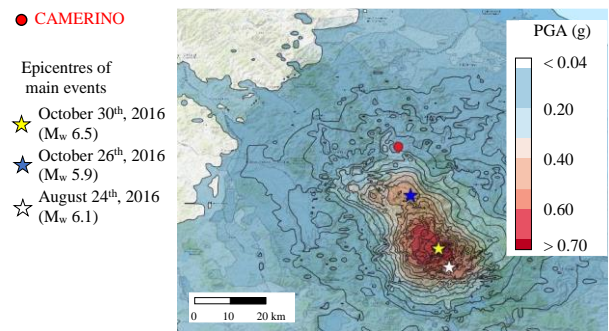 CAMERINO
Epicentres of
main events
October 30th, 2016
(Mw 6.5)
October 26th, 2016
(Mw 5.9)
August 24th, 2016
(Mw 6.1)
PGA (g)
< 0.04
0.20
0.40
0.60
> 0.70
0 10 20 km